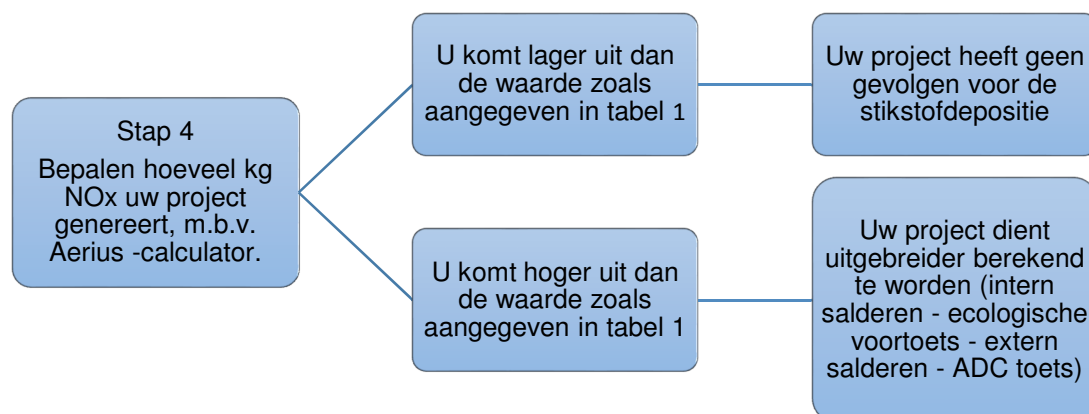 Stap 4
Bepalen hoeveel kg
NOx uw project
genereert, m.b.v.
Aerius -calculator.
U komt lager uit dan
de waarde zoals
aangegeven in tabel 1
Uw project heeft geen
gevolgen voor de
stikstofdepositie
U komt hoger uit dan
de waarde zoals
aangegeven in tabel 1
Uw project dient
uitgebreider berekend
te worden (intern
salderen - ecologische
voortoets - extern
salderen - ADC toets)